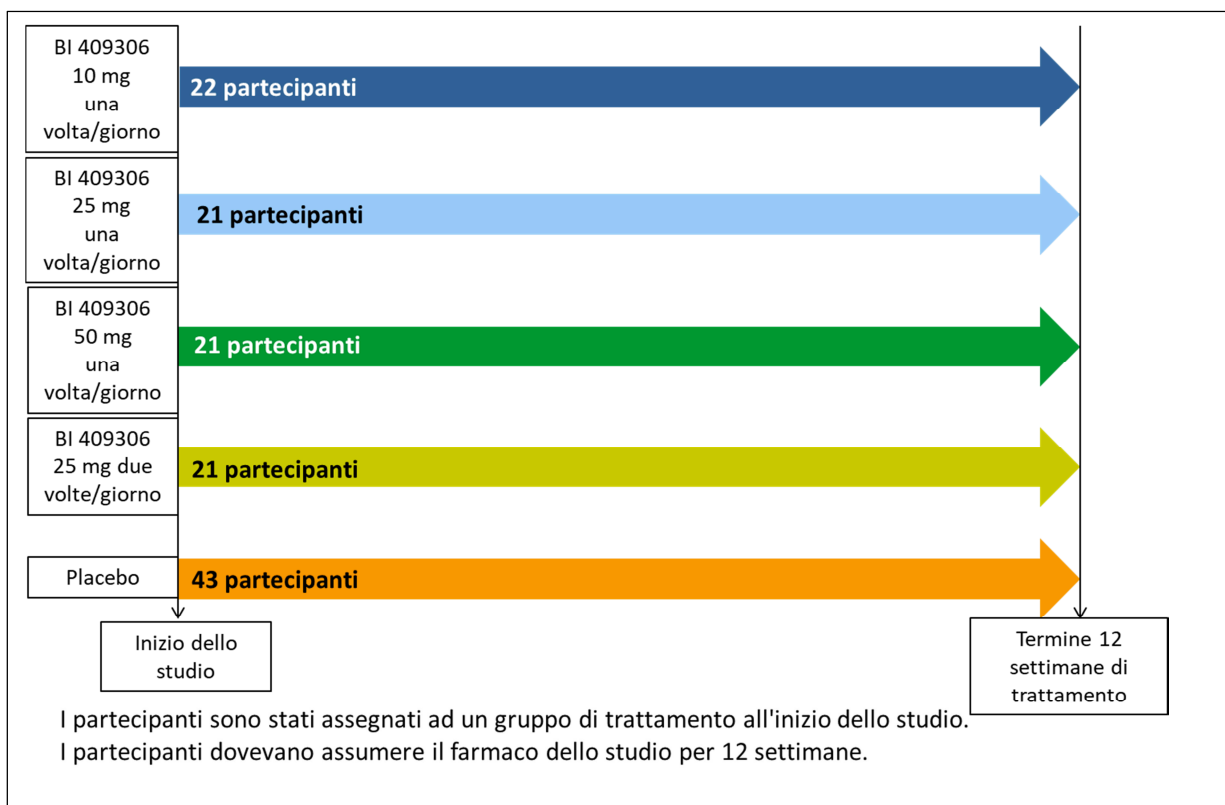 BI 409306
10 mg
una
volta/giorno
22 partecipanti
BI 409306
25 mg
una
volta/giorno
21 partecipanti
BI 409306
50 mg
una
volta/giorno
21 partecipanti
BI 409306
25 mg due
volte/giorno
21 partecipanti
Placebo
43 partecipanti
Inizio dello
studio
Termine 12
settimane di
trattamento
I partecipanti sono stati assegnati ad un gruppo di trattamento all'inizio dello studio.
I partecipanti dovevano assumere il farmaco dello studio per 12 settimane.